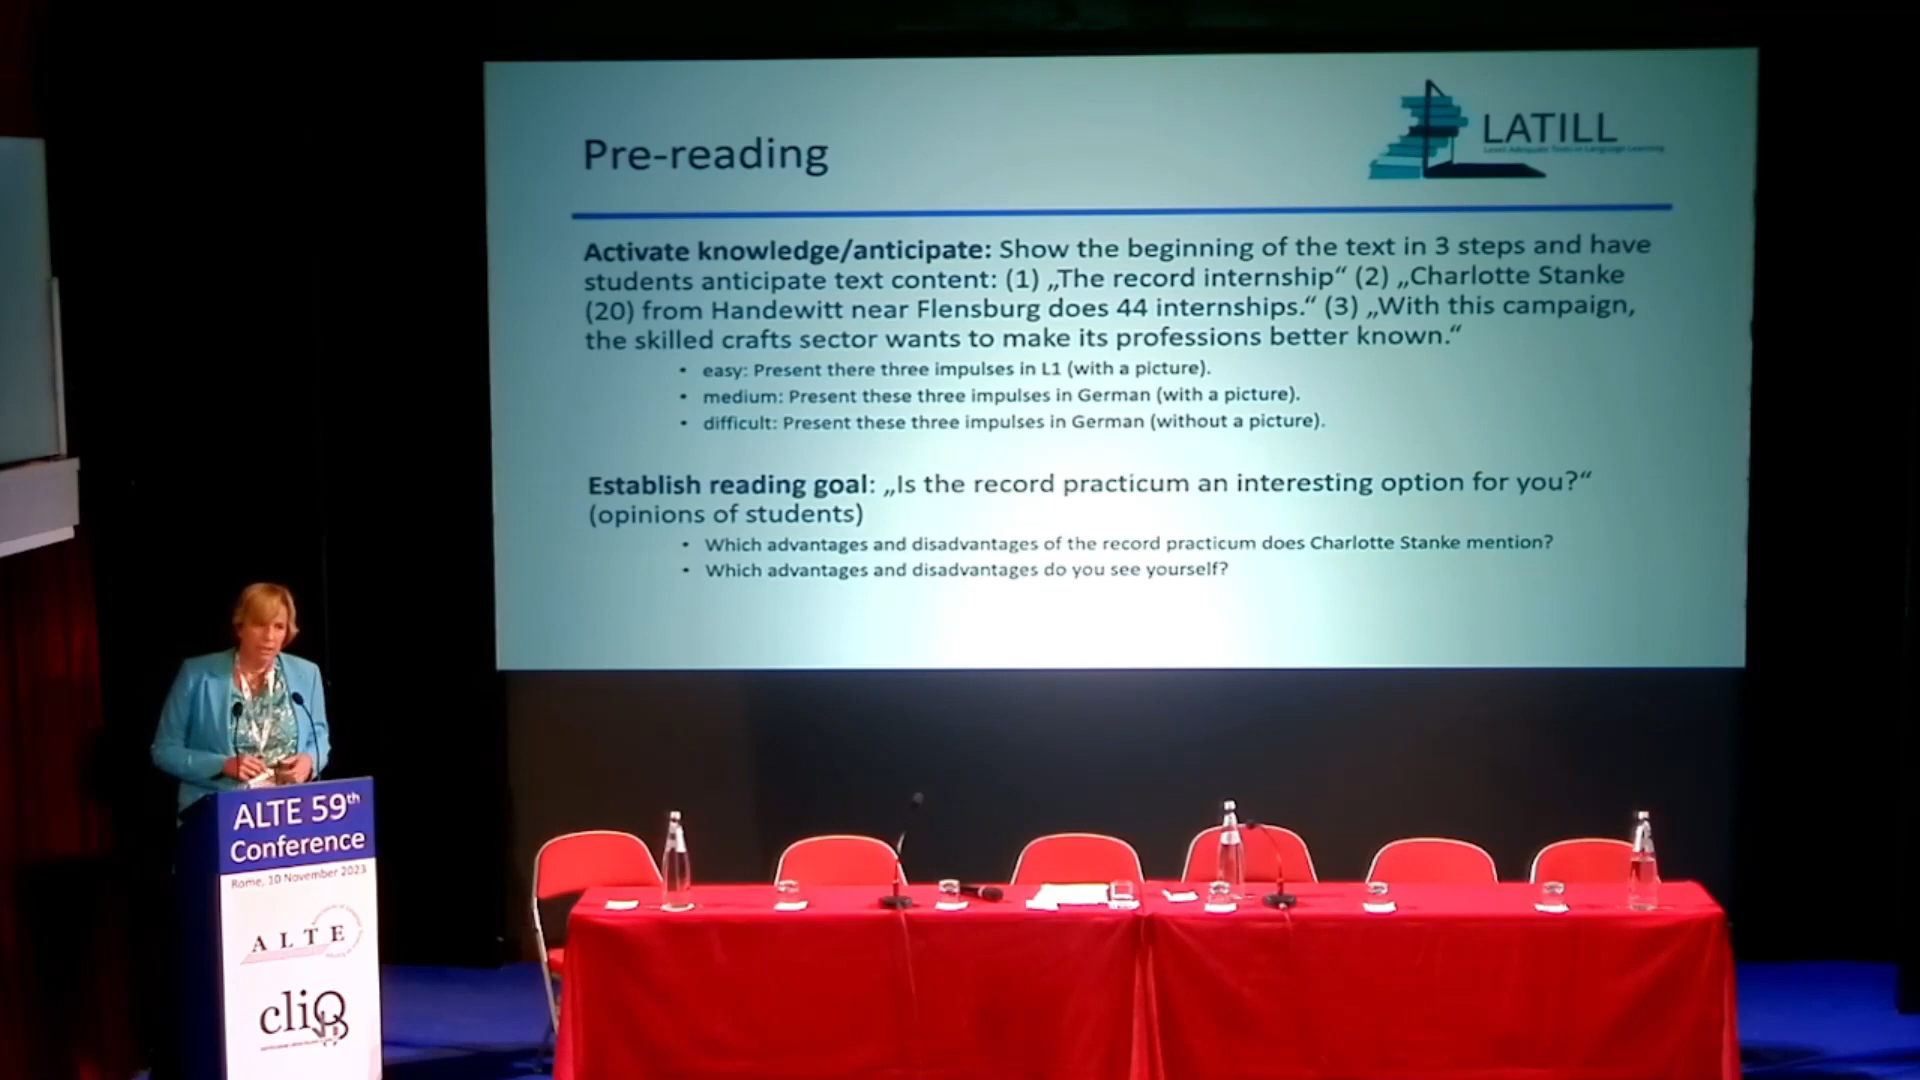 Pre-reading
LATILL
Level Adequate Texts in Language Learning
Activate knowledge/anticipate: Show the beginning of the text in 3 steps and have
students anticipate text content: (1) „The record internship“ (2) „Charlotte Stanke
(20) from Handewitt near Flensburg does 44 internships.“ (3) „With this campaign,
the skilled crafts sector wants to make its professions better known.“
• easy: Present there three impulses in L1 (with a picture).
• medium: Present these three impulses in German (with a picture).
• difficult: Present these three impulses in German (without a picture).
Establish reading goal: „Is the record practicum an interesting option for you?“
(opinions of students)
• Which advantages and disadvantages of the record practicum does Charlotte Stanke mention?
• Which advantages and disadvantages do you see yourself?
ALTE 59th
Conference
Rome, 10 November 2023
ALTE
cliQ